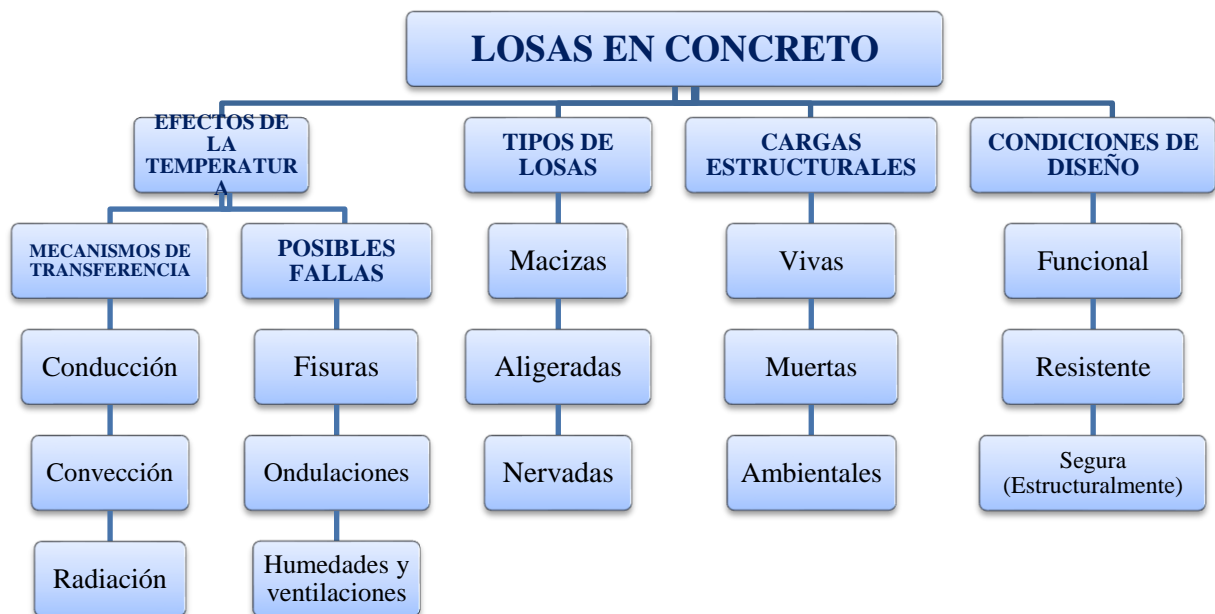 LOSAS EN CONCRETO
EFECTOS DE
LA
TEMPERATUR
A
TIPOS DE
LOSAS
CARGAS
ESTRUCTURALES
CONDICIONES DE
DISEÑO
MECANISMOS DE
TRANSFERENCIA
POSIBLES
FALLAS
Macizas
Vivas
Funcional
Conducción
Fisuras
Aligeradas
Muertas
Resistente
Convección
Ondulaciones
Nervadas
Ambientales
Segura
(Estructuralmente)
Radiación
Humedades y
ventilaciones